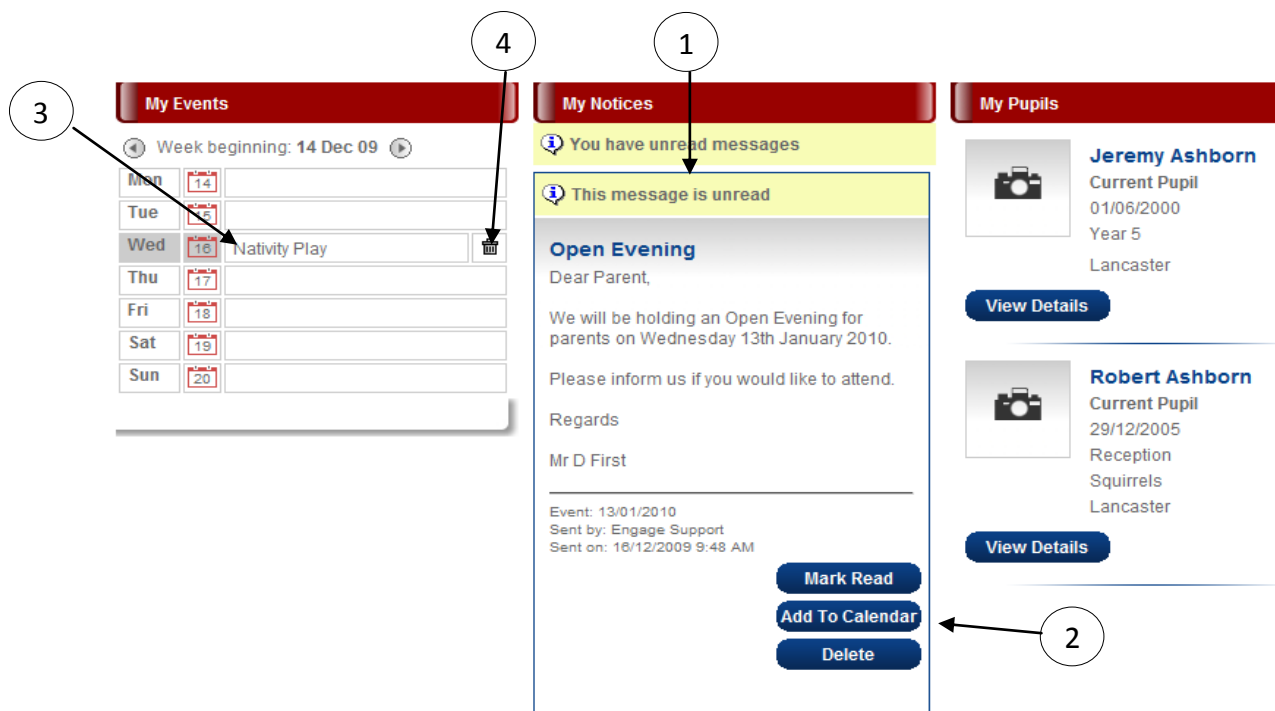 4
1
3
My Events
Week beginning: 14 Dec 09
Mon 14
Tue 15
Wed 16 Nativity Play
Thu 17
Fri 18
Sat 19
Sun 20
My Notices
You have unread messages
This message is unread
Open Evening
Dear Parent,
We will be holding an Open Evening for
parents on Wednesday 13th January 2010.
Please inform us if you would like to attend.
Regards
Mr D First
Event: 13/01/2010
Sent by: Engage Support
Sent on: 16/12/2009 9:48 AM
Mark Read
Add To Calendar
Delete
2
My Pupils
Jeremy Ashborn
Current Pupil
01/06/2000
Year 5
Lancaster
View Details
Robert Ashborn
Current Pupil
29/12/2005
Reception
Squirrels
Lancaster
View Details